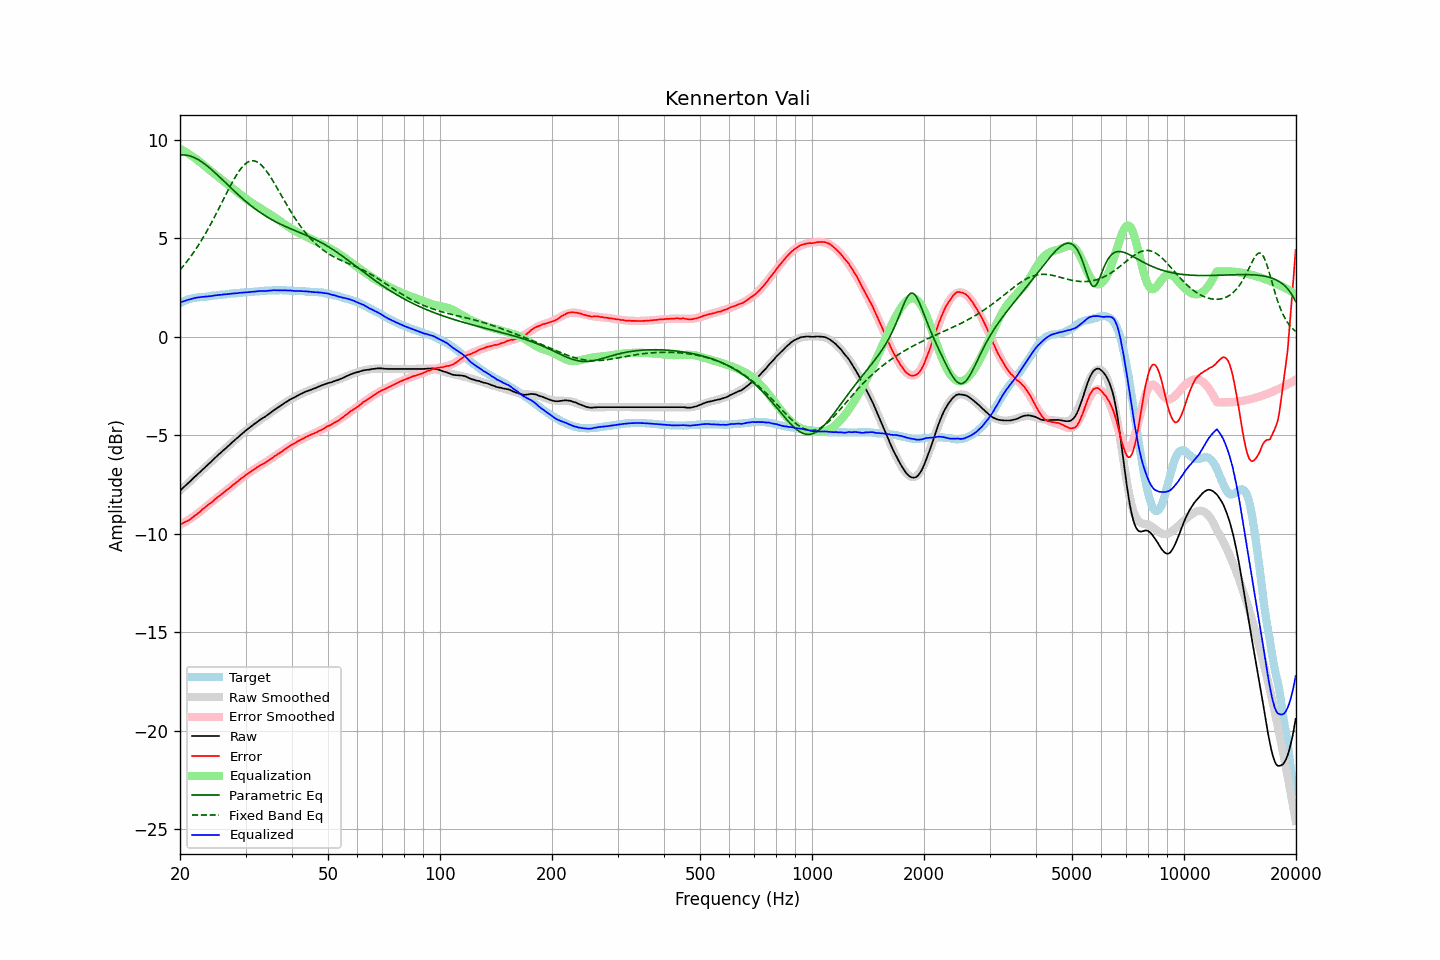 Kennerton Vali
10
5
0
−5
−10
−15
−20
−25
Amplitude (dBr)
Target
Raw Smoothed
Error Smoothed
Raw
Error
Equalization
Parametric Eq
Fixed Band Eq
Equalized
20 50 100 200 500 1000 2000 5000 10000 20000
Frequency (Hz)